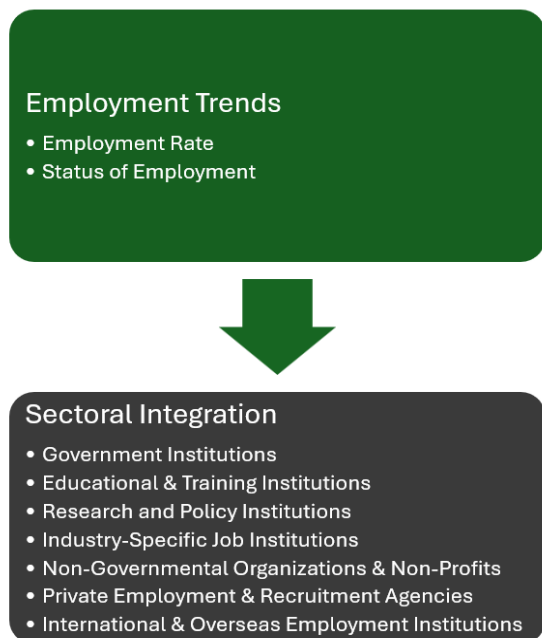 Employment Trends
• Employment Rate
• Status of Employment
Sectoral Integration
• Government Institutions
• Educational & Training Institutions
• Research and Policy Institutions
• Industry-Specific Job Institutions
• Non-Governmental Organizations & Non-Profits
• Private Employment & Recruitment Agencies
• International & Overseas Employment Institutions